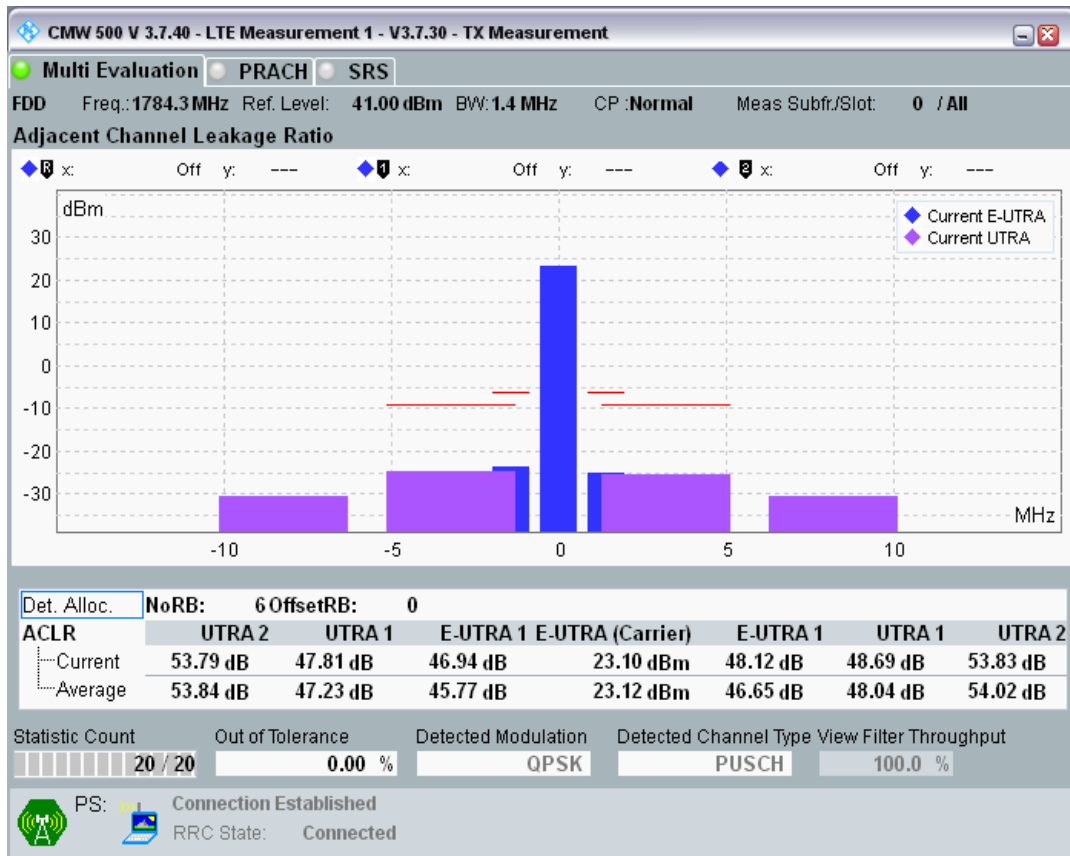 CMW 500 V 3.7.40 - LTE Measurement 1 - V3.7.30 - TX Measurement
Multi Evaluation PRACH SRS
FDD Freq.: 1784.3 MHz Ref. Level: 41.00 dBm BW: 1.4 MHz CP :Normal Meas Subfr./Slot: 0 / All
Adjacent Channel Leakage Ratio
R x: Off y: --- 1 x: Off y: --- 2 x: Off y: ---
dBm
Current E-UTRA
Current UTRA
30
20
10
0
-10
-20
-30
MHz
-10 -5 0 5 10
Det. Alloc. NoRB: 6 OffsetRB: 0
ACLR UTRA 2 UTRA 1 E-UTRA 1 E-UTRA (Carrier) E-UTRA 1 UTRA 1 UTRA 2
Current 53.79 dB 47.81 dB 46.94 dB 23.10 dBm 48.12 dB 48.69 dB 53.83 dB
Average 53.84 dB 47.23 dB 45.77 dB 23.12 dBm 46.65 dB 48.04 dB 54.02 dB
Statistic Count Out of Tolerance Detected Modulation Detected Channel Type View Filter Throughput
20 / 20 0.00 % QPSK PUSCH 100.0 %
PS: Connection Established
RRC State: Connected